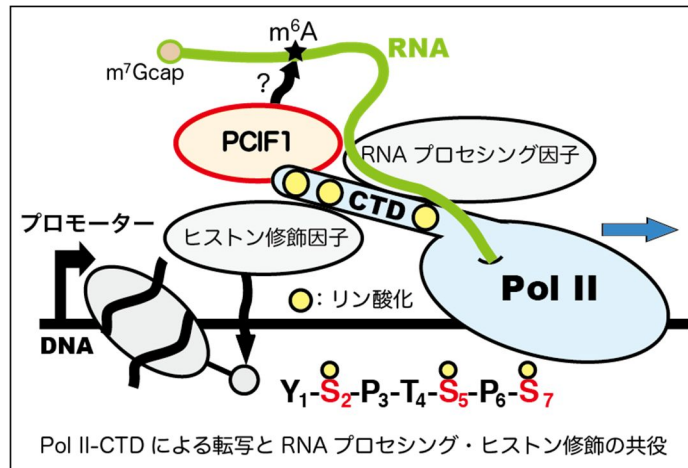 m⁶A
RNA
m⁷Gcap
?
PCIF1
RNA プロセシング因子
CTD
プロモーター
ヒストン修飾因子
Pol II
：リン酸化
DNA
Y₁-S₂-P₃-T₄-S₅-P₆-S₇
Pol II-CTD による転写と RNA プロセシング・ヒストン修飾の共役